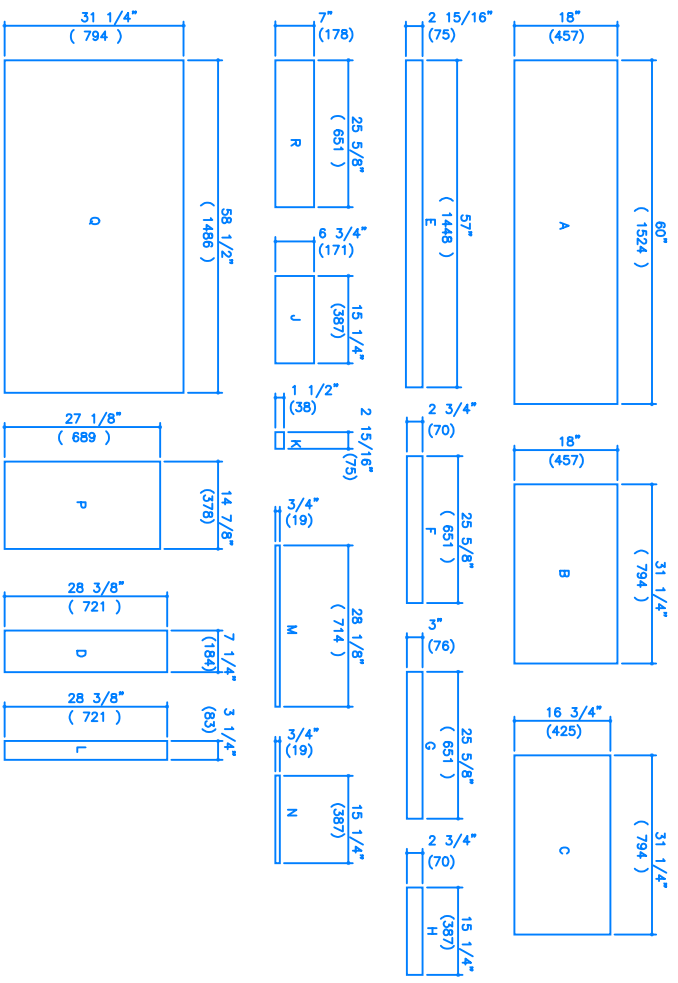 31 1/4"
( 794 )
7"
(178)
2 15/16"
(75)
18"
(457)
58 1/2"
( 1486 )
Q
25 5/8"
( 651 )
R
57"
( 1448 )
E
60"
( 1524 )
A
6 3/4"
(171)
15 1/4"
(387)
J
1 1/2"
(38)
2 15/16"
(75)
K
2 3/4"
(70)
25 5/8"
( 651 )
F
18"
(457)
31 1/4"
( 794 )
B
27 1/8"
( 689 )
14 7/8"
(378)
P
3/4"
(19)
28 1/8"
( 714 )
M
3"
(76)
25 5/8"
( 651 )
G
16 3/4"
(425)
31 1/4"
( 794 )
C
28 3/8"
( 721 )
7 1/4"
(184)
D
28 3/8"
( 721 )
3 1/4"
(83)
L
3/4"
(19)
15 1/4"
(387)
N
2 3/4"
(70)
15 1/4"
(387)
H